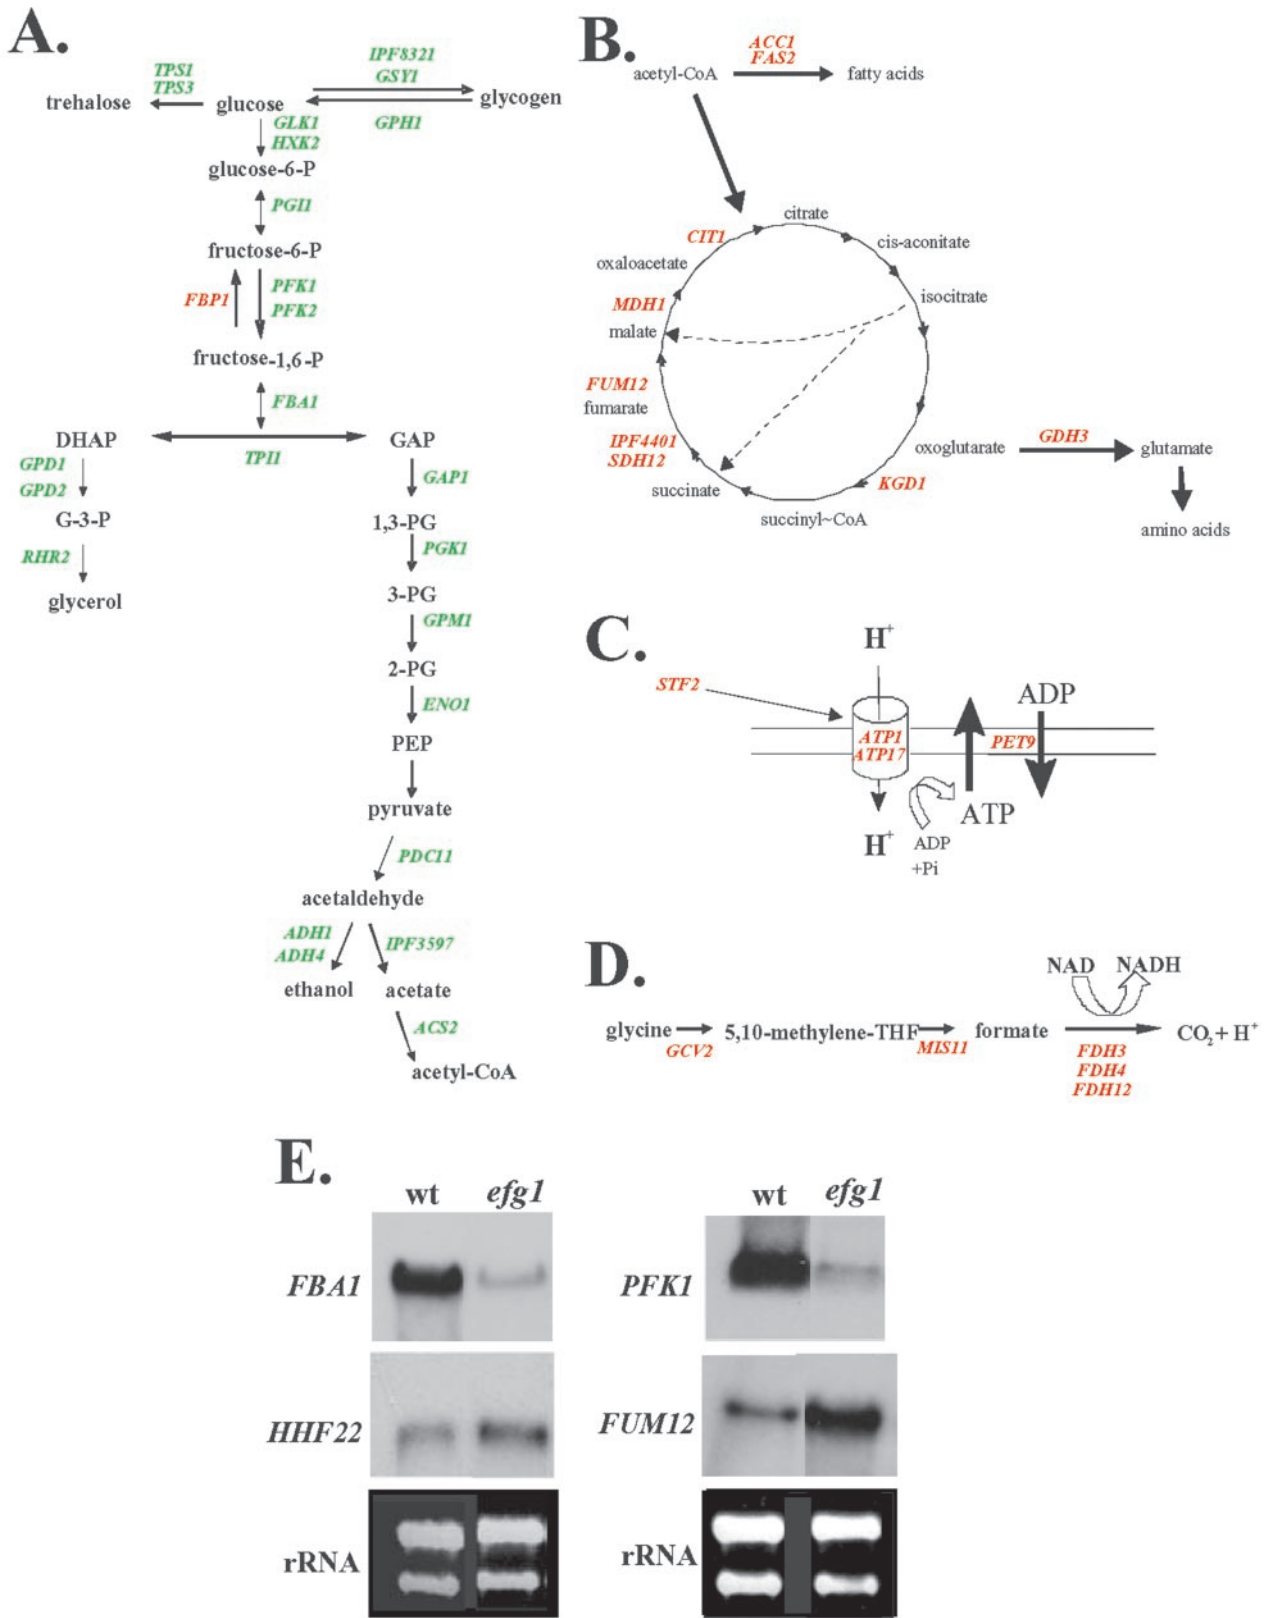 A.
TPS1
TPS3
IPF8321
GSY1
trehalose
glucose
glycogen
GLK1
HXK2
GPH1
glucose-6-P
PGI1
fructose-6-P
FBP1
PFK1
PFK2
fructose-1,6-P
FBA1
DHAP
GAP
TPI1
GPD1
GPD2
GAP1
G-3-P
1,3-PG
RHR2
PGK1
glycerol
3-PG
GPM1
2-PG
ENO1
PEP
pyruvate
PDC11
acetaldehyde
ADH1
ADH4
IPF3597
ethanol
acetate
ACS2
acetyl-CoA
B.
ACC1
FAS2
acetyl-CoA
fatty acids
citrate
CIT1
cis-aconitate
oxaloacetate
isocitrate
MDH1
malate
FUM12
fumarate
IPF4401
SDH12
oxoglutarate
GDH3
glutamate
succinate
KGD1
succinyl~CoA
amino acids
C.
H+
STF2
ADP
ATP1
ATP17
PET9
ATP
H+
ADP
+Pi
D.
NAD NADH
glycine
5,10-methylene-THF
formate
CO2 + H+
GCV2
MIS11
FDH3
FDH4
FDH12
E.
wt efg1
FBA1
HHF22
rRNA
wt efg1
PFK1
FUM12
rRNA